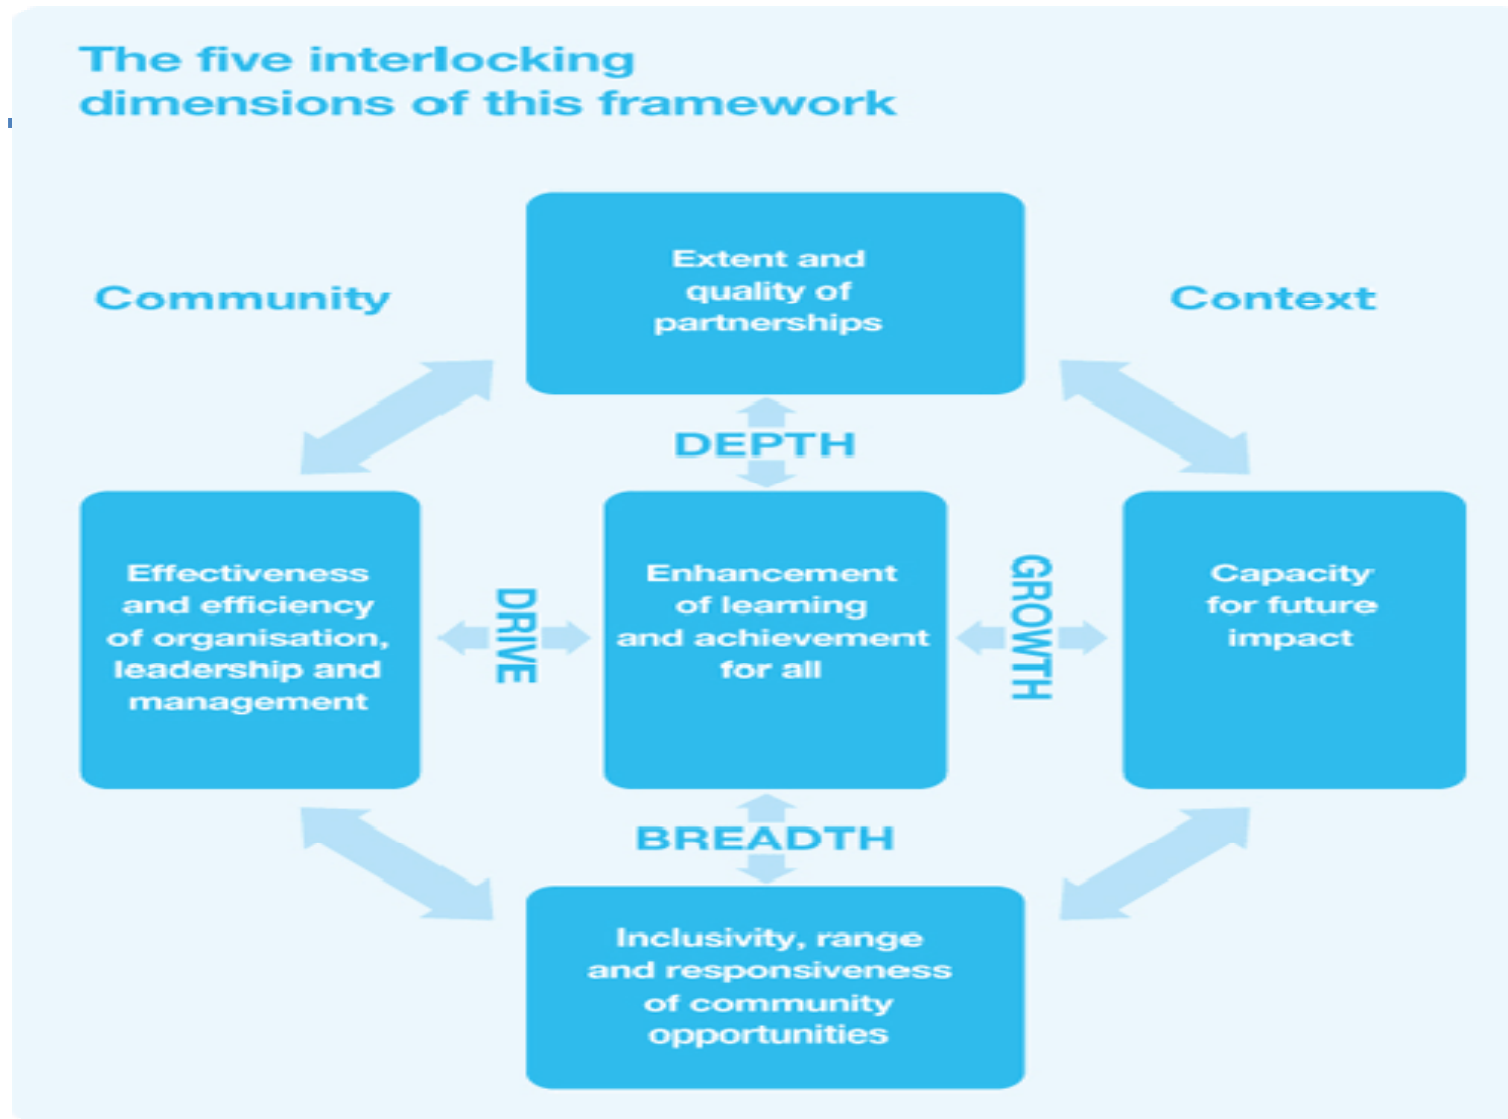 The five interlocking
dimensions of this framework
Community
Extent and
quality of
partnerships
Context
DEPTH
Effectiveness
and efficiency
of organisation,
leadership and
management
DRIVE
Enhancement
of learning
and achievement
for all
GROWTH
Capacity
for future
impact
BREADTH
Inclusivity, range
and responsiveness
of community
opportunities